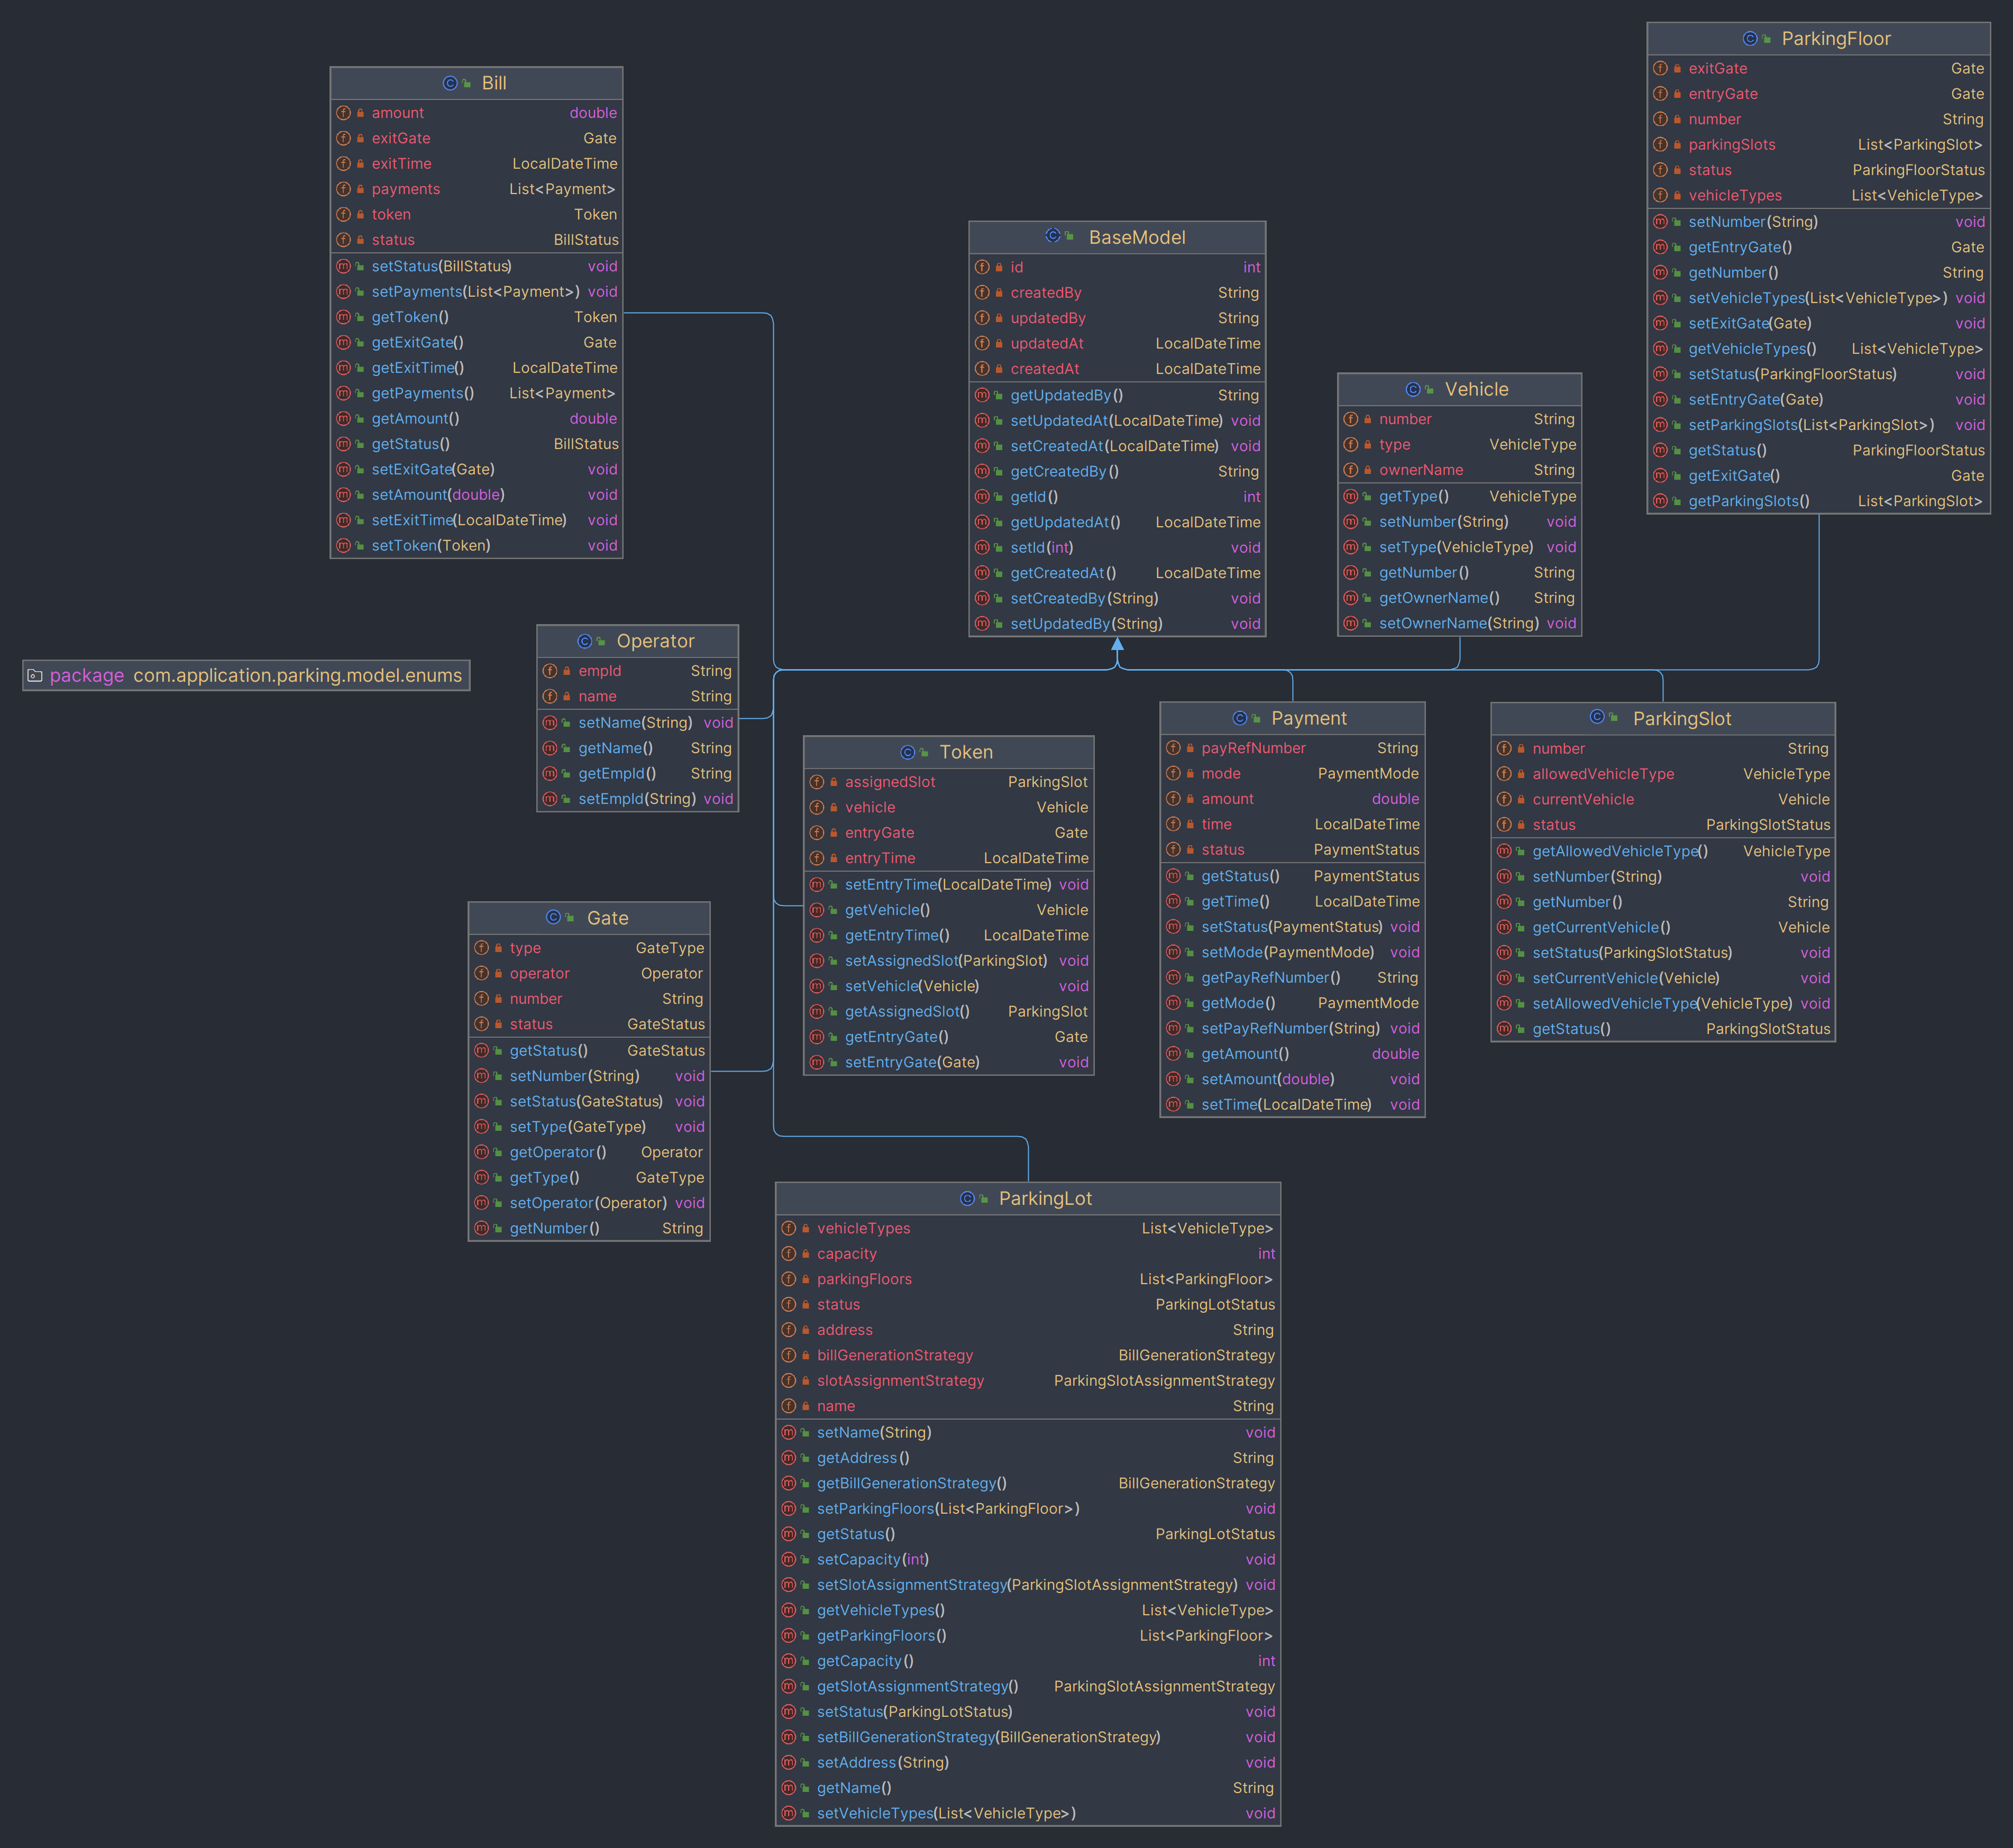 Bill
amount double
exitGate Gate
exitTime LocalDateTime
payments List<Payment>
token Token
status BillStatus
setStatus(BillStatus) void
setPayments(List<Payment>) void
getToken() Token
getExitGate() Gate
getExitTime() LocalDateTime
getPayments() List<Payment>
getAmount() double
getStatus() BillStatus
setExitGate(Gate) void
setAmount(double) void
setExitTime(LocalDateTime) void
setToken(Token) void
BaseModel
id int
createdBy String
updatedBy String
updatedAt LocalDateTime
createdAt LocalDateTime
getUpdatedBy() String
setUpdatedAt(LocalDateTime) void
setCreatedAt(LocalDateTime) void
getCreatedBy() String
getId() int
getUpdatedAt() LocalDateTime
setId(int) void
getCreatedAt() LocalDateTime
setCreatedBy(String) void
setUpdatedBy(String) void
Vehicle
number String
type VehicleType
ownerName String
getType() VehicleType
setNumber(String) void
setType(VehicleType) void
getNumber() String
getOwnerName() String
setOwnerName(String) void
ParkingFloor
exitGate Gate
entryGate Gate
number String
parkingSlots List<ParkingSlot>
status ParkingFloorStatus
vehicleTypes List<VehicleType>
setNumber(String) void
getEntryGate() Gate
getNumber() String
setVehicleTypes(List<VehicleType>) void
setExitGate(Gate) void
getVehicleTypes() List<VehicleType>
setStatus(ParkingFloorStatus) void
setEntryGate(Gate) void
setParkingSlots(List<ParkingSlot>) void
getStatus() ParkingFloorStatus
getExitGate() Gate
getParkingSlots() List<ParkingSlot>
package com.application.parking.model.enums
Operator
empId String
name String
setName(String) void
getName() String
getEmpId() String
setEmpId(String) void
Token
assignedSlot ParkingSlot
vehicle Vehicle
entryGate Gate
entryTime LocalDateTime
setEntryTime(LocalDateTime) void
getVehicle() Vehicle
getEntryTime() LocalDateTime
setAssignedSlot(ParkingSlot) void
setVehicle(Vehicle) void
getAssignedSlot() ParkingSlot
getEntryGate() Gate
setEntryGate(Gate) void
Payment
payRefNumber String
mode PaymentMode
amount double
time LocalDateTime
status PaymentStatus
getStatus() PaymentStatus
getTime() LocalDateTime
setStatus(PaymentStatus) void
setMode(PaymentMode) void
getPayRefNumber() String
getMode() PaymentMode
setPayRefNumber(String) void
getAmount() double
setAmount(double) void
setTime(LocalDateTime) void
ParkingSlot
number String
allowedVehicleType VehicleType
currentVehicle Vehicle
status ParkingSlotStatus
getAllowedVehicleType() VehicleType
setNumber(String) void
getNumber() String
getCurrentVehicle() Vehicle
setStatus(ParkingSlotStatus) void
setCurrentVehicle(Vehicle) void
setAllowedVehicleType(VehicleType) void
getStatus() ParkingSlotStatus
Gate
type GateType
operator Operator
number String
status GateStatus
getStatus() GateStatus
setNumber(String) void
setStatus(GateStatus) void
setType(GateType) void
getOperator() Operator
getType() GateType
setOperator(Operator) void
getNumber() String
ParkingLot
vehicleTypes List<VehicleType>
capacity int
parkingFloors List<ParkingFloor>
status ParkingLotStatus
address String
billGenerationStrategy BillGenerationStrategy
slotAssignmentStrategy ParkingSlotAssignmentStrategy
name String
setName(String) void
getAddress() String
getBillGenerationStrategy() BillGenerationStrategy
setParkingFloors(List<ParkingFloor>) void
getStatus() ParkingLotStatus
setCapacity(int) void
setSlotAssignmentStrategy(ParkingSlotAssignmentStrategy) void
getVehicleTypes() List<VehicleType>
getParkingFloors() List<ParkingFloor>
getCapacity() int
getSlotAssignmentStrategy() ParkingSlotAssignmentStrategy
setStatus(ParkingLotStatus) void
setBillGenerationStrategy(BillGenerationStrategy) void
setAddress(String) void
getName() String
setVehicleTypes(List<VehicleType>) void